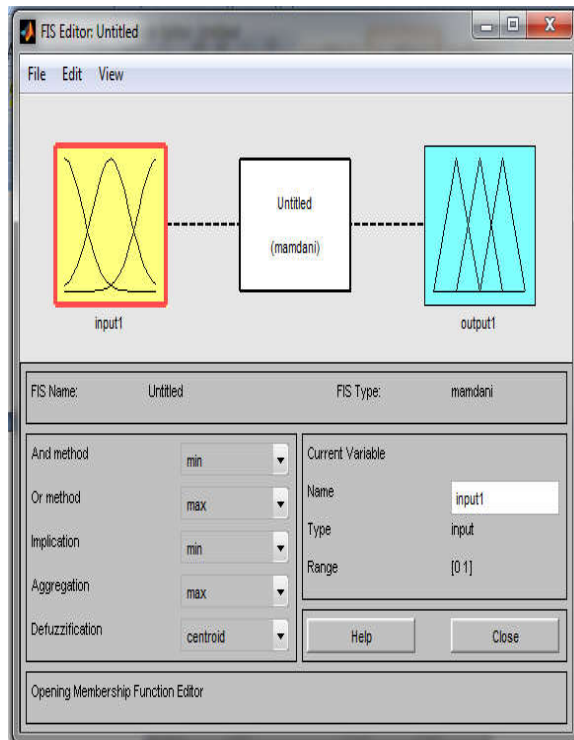 FIS Editor: Untitled
File Edit View
Untitled
(mamdani)
input1
output1
FIS Name: Untitled FIS Type: mamdani
And method min
Or method max
Implication min
Aggregation max
Defuzzification centroid
Current Variable
Name input1
Type input
Range [0 1]
Help Close
Opening Membership Function Editor